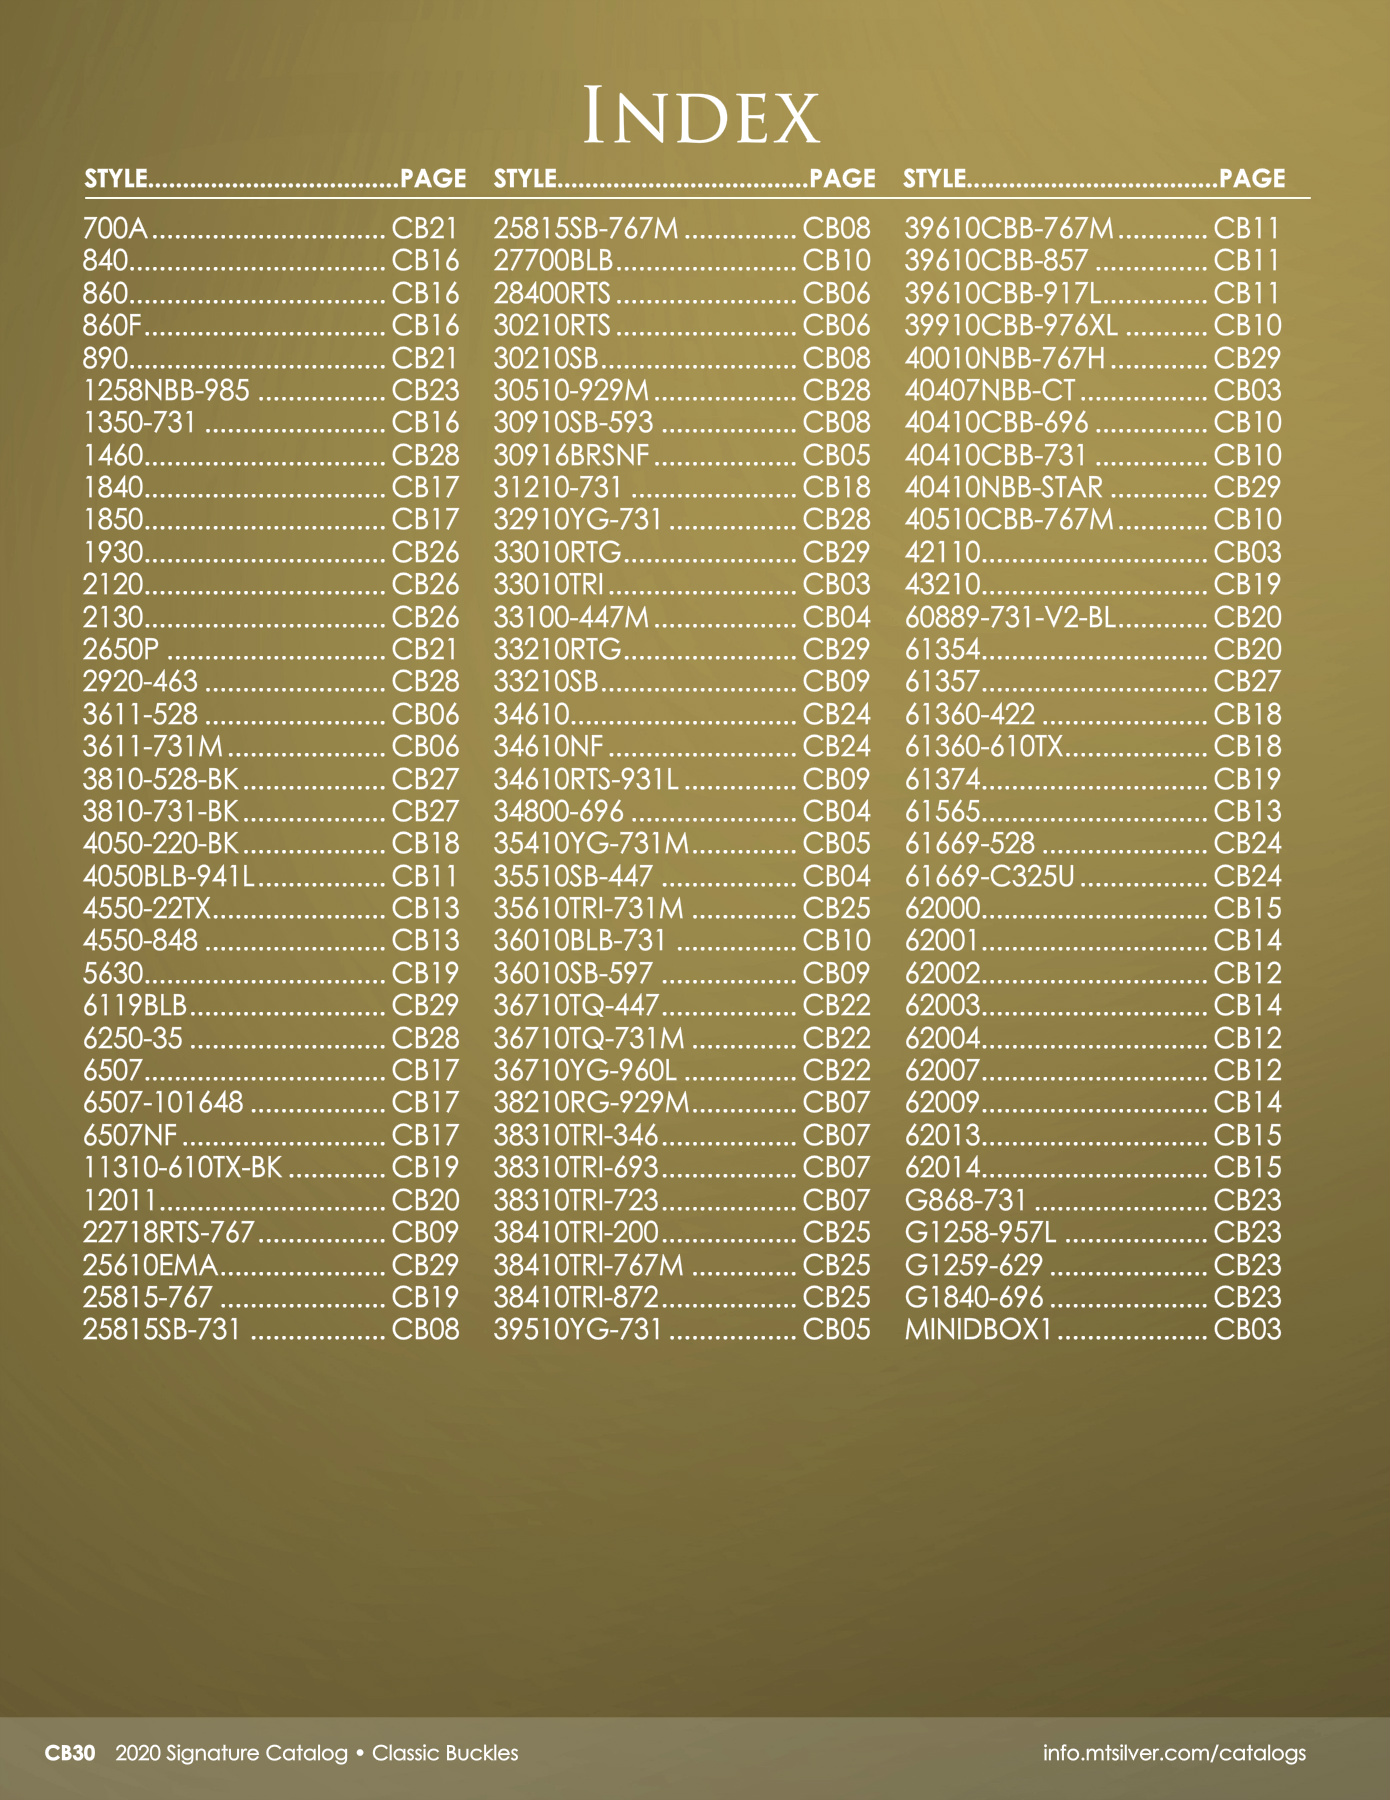 INDEX
STYLE....................................PAGE
700A............................... CB21
840.................................. CB16
860.................................. CB16
860F................................ CB16
890.................................. CB21
1258NBB-985 ................. CB23
1350-731 ........................ CB16
1460................................ CB28
1840................................ CB17
1850................................ CB17
1930................................ CB26
2120................................ CB26
2130................................ CB26
2650P ............................. CB21
2920-463 ........................ CB28
3611-528 ........................ CB06
3611-731M..................... CB06
3810-528-BK................... CB27
3810-731-BK................... CB27
4050-220-BK................... CB18
4050BLB-941L................. CB11
4550-22TX....................... CB13
4550-848 ........................ CB13
5630................................ CB19
6119BLB.......................... CB29
6250-35 .......................... CB28
6507................................ CB17
6507-101648 .................. CB17
6507NF ........................... CB17
11310-610TX-BK ............. CB19
12011.............................. CB20
22718RTS-767................. CB09
25610EMA...................... CB29
25815-767 ...................... CB19
25815SB-731 .................. CB08
STYLE....................................PAGE
25815SB-767M ............... CB08
27700BLB........................ CB10
28400RTS ........................ CB06
30210RTS ........................ CB06
30210SB.......................... CB08
30510-929M................... CB28
30910SB-593 .................. CB08
30916BRSNF................... CB05
31210-731 ...................... CB18
32910YG-731 ................. CB28
33010RTG....................... CB29
33010TRI......................... CB03
33100-447M................... CB04
33210RTG....................... CB29
33210SB.......................... CB09
34610.............................. CB24
34610NF ......................... CB24
34610RTS-931L............... CB09
34800-696 ...................... CB04
35410YG-731M.............. CB05
35510SB-447 .................. CB04
35610TRI-731M .............. CB25
36010BLB-731 ................ CB10
36010SB-597 .................. CB09
36710TQ-447.................. CB22
36710TQ-731M .............. CB22
36710YG-960L ............... CB22
38210RG-929M.............. CB07
38310TRI-346.................. CB07
38310TRI-693.................. CB07
38310TRI-723.................. CB07
38410TRI-200.................. CB25
38410TRI-767M .............. CB25
38410TRI-872.................. CB25
39510YG-731 ................. CB05
STYLE....................................PAGE
39610CBB-767M............ CB11
39610CBB-857 ............... CB11
39610CBB-917L.............. CB11
39910CBB-976XL ........... CB10
40010NBB-767H............. CB29
40407NBB-CT................. CB03
40410CBB-696 ............... CB10
40410CBB-731 ............... CB10
40410NBB-STAR ............. CB29
40510CBB-767M............ CB10
42110.............................. CB03
43210.............................. CB19
60889-731-V2-BL............ CB20
61354.............................. CB20
61357.............................. CB27
61360-422 ...................... CB18
61360-610TX................... CB18
61374.............................. CB19
61565.............................. CB13
61669-528 ...................... CB24
61669-C325U................. CB24
62000.............................. CB15
62001.............................. CB14
62002.............................. CB12
62003.............................. CB14
62004.............................. CB12
62007.............................. CB12
62009.............................. CB14
62013.............................. CB15
62014.............................. CB15
G868-731 ....................... CB23
G1258-957L ................... CB23
G1259-629 ..................... CB23
G1840-696 ..................... CB23
MINIDBOX1.................... CB03
CB30 2020 Signature Catalog • Classic Buckles
info.mtsilver.com/catalogs